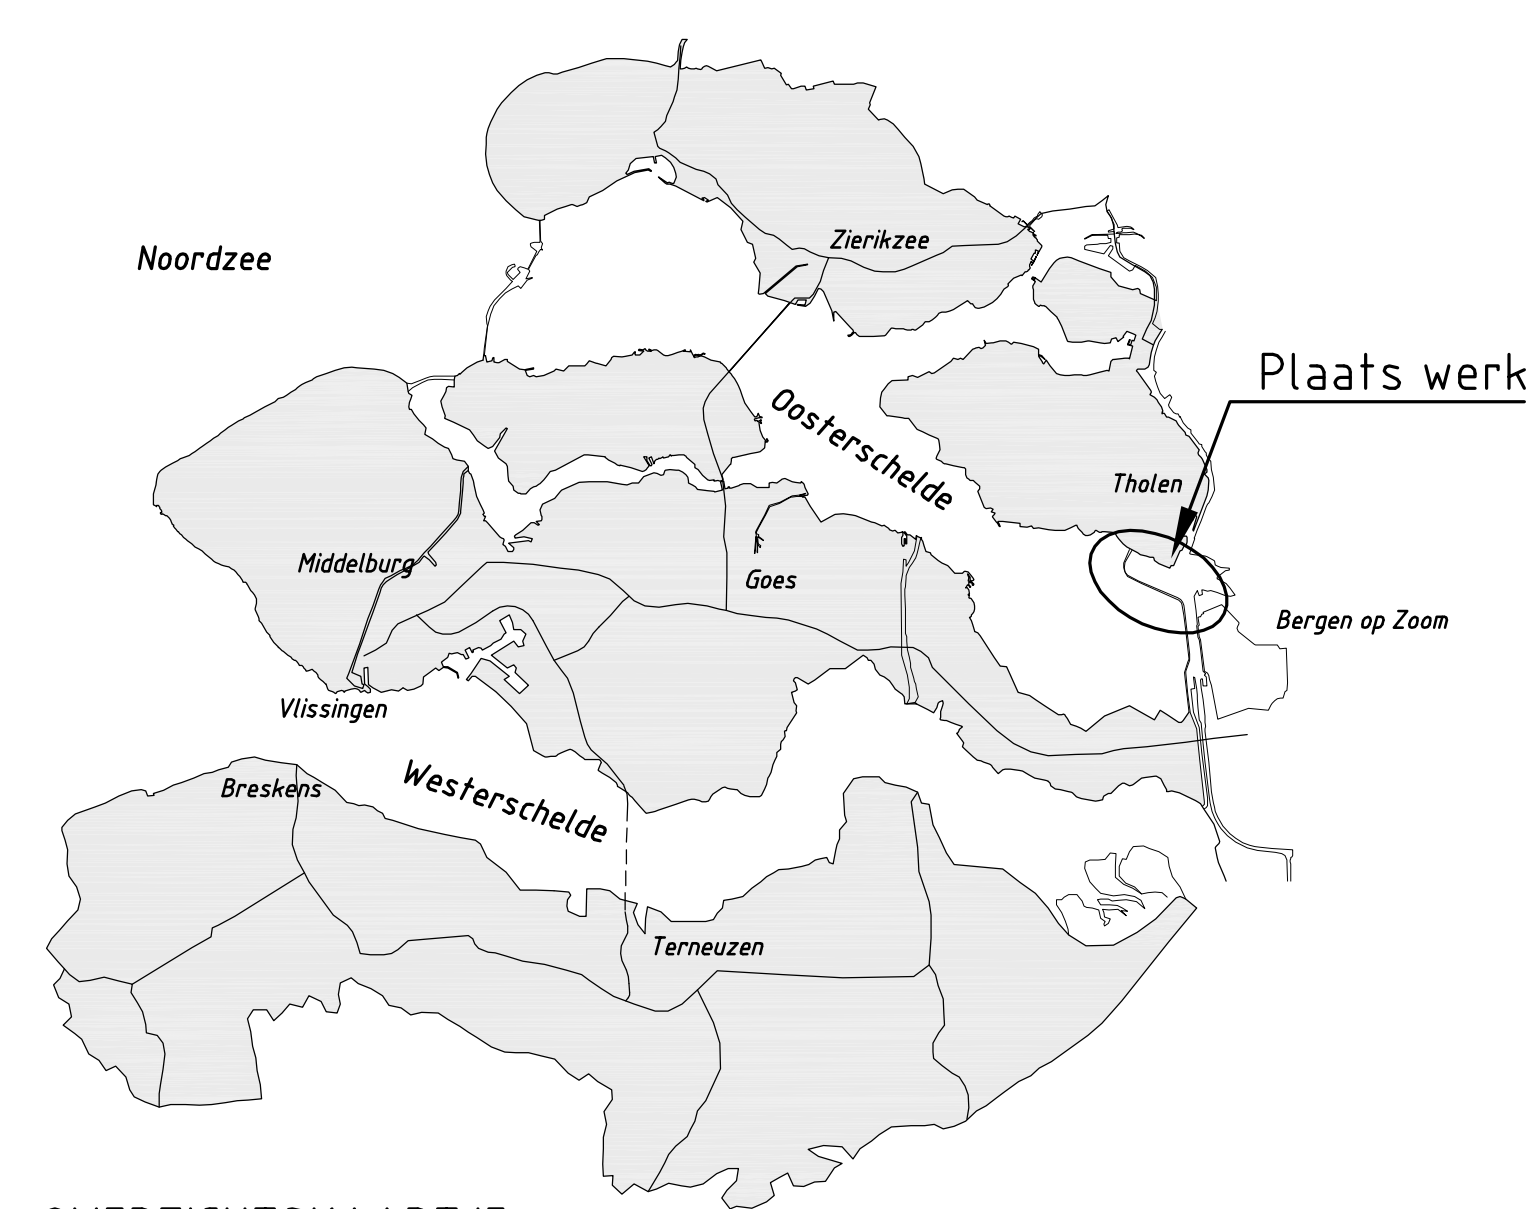 Noordzee
Zierikzee
Plaats werk
Oosterschelde
Tholen
Middelburg
Goes
Bergen op Zoom
Vlissingen
Westerschelde
Breskens
Terneuzen